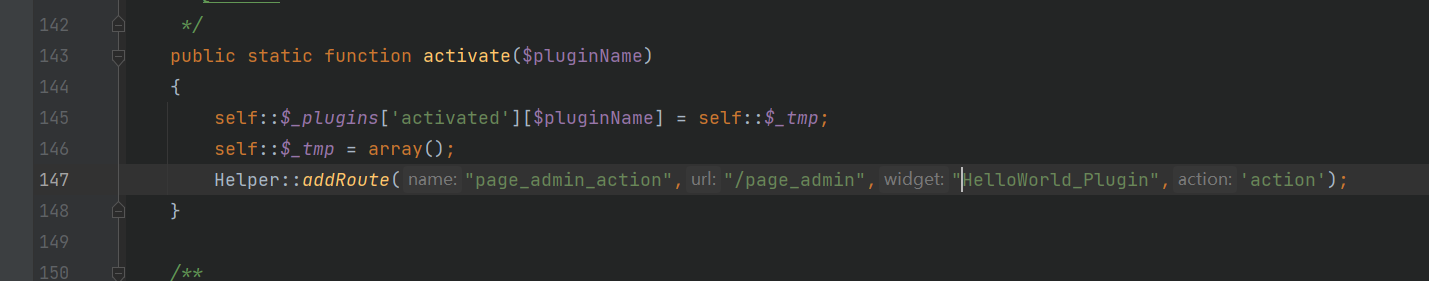 142 */
143 public static function activate($pluginName)
144 {
145 self::$_plugins['activated'][$pluginName] = self::$_tmp;
146 self::$_tmp = array();
147 Helper::addRoute( name: "page_admin_action", url: "/page_admin", widget: "HelloWorld_Plugin", action: 'action');
148 }
149
150 /**